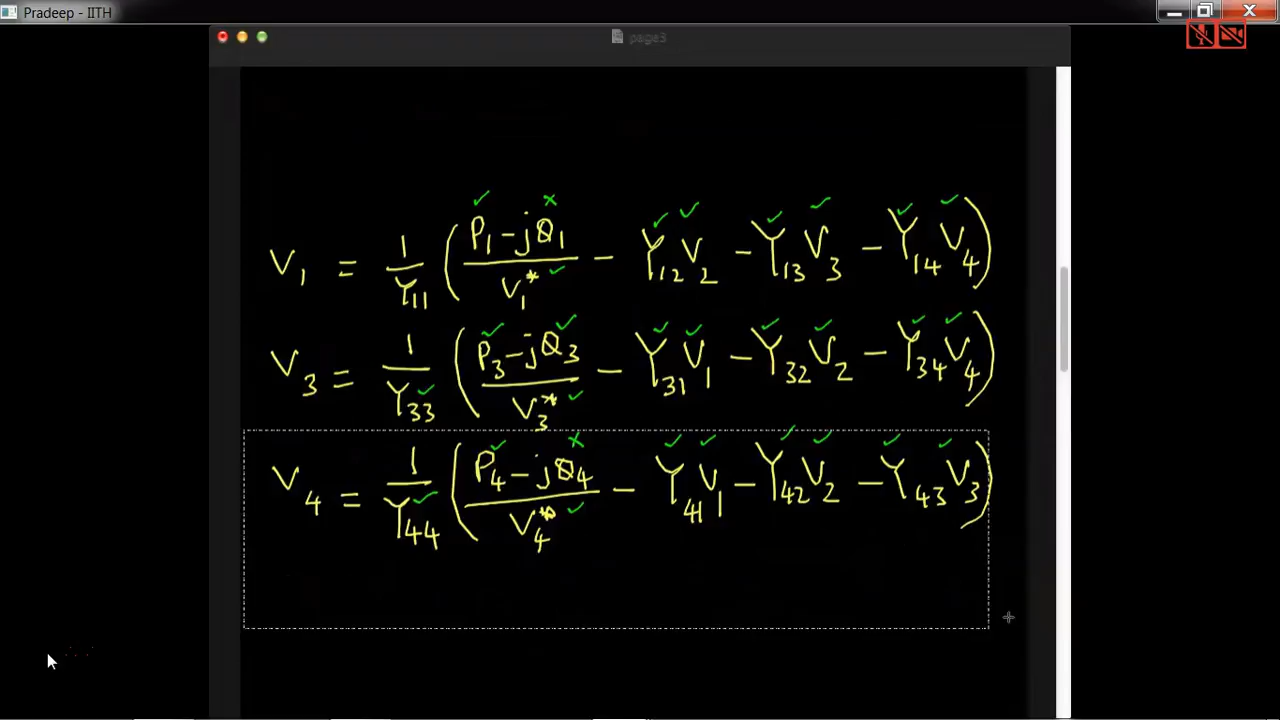 Pradeep - IITH
page3
V₁ = 1/Y₁₁ ( (P₁ - jQ₁)/V₁* - Y₁₂V₂ - Y₁₃V₃ - Y₁₄V₄ )
V₃ = 1/Y₃₃ ( (P₃ - jQ₃)/V₃* - Y₃₁V₁ - Y₃₂V₂ - Y₃₄V₄ )
V₄ = 1/Y₄₄ ( (P₄ - jQ₄)/V₄* - Y₄₁V₁ - Y₄₂V₂ - Y₄₃V₃ )